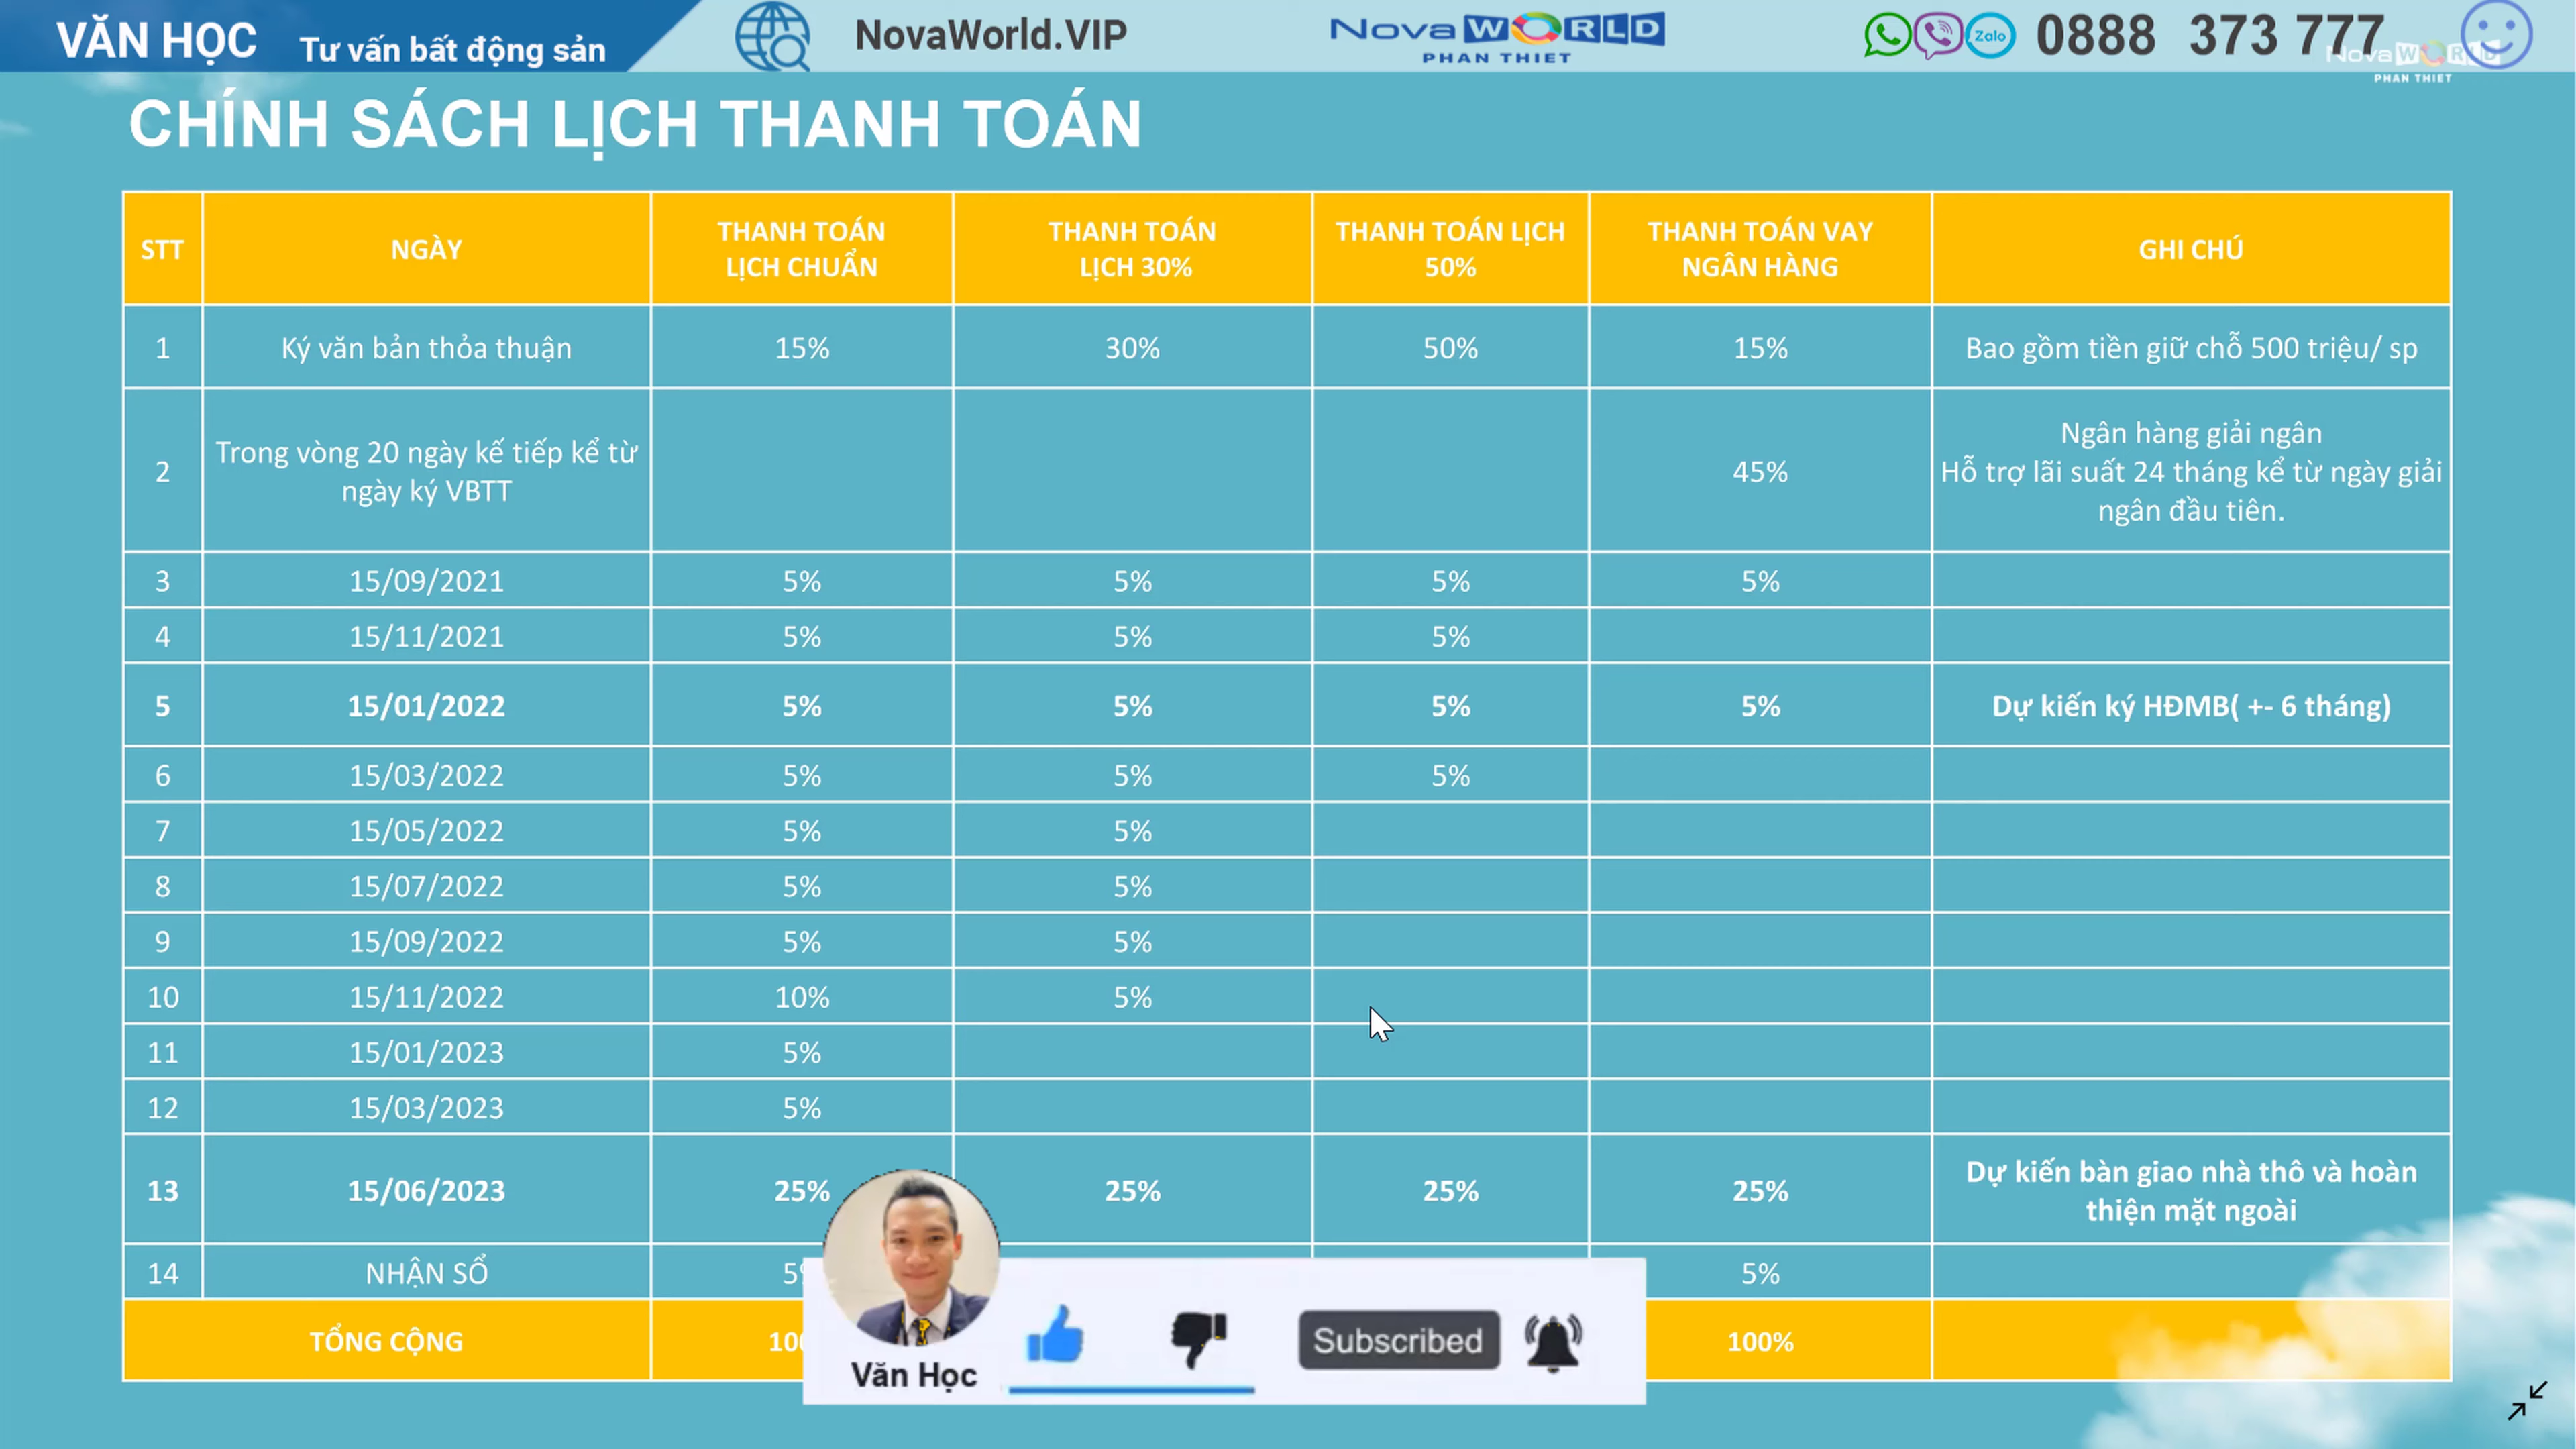 VĂN HỌC Tư vấn bất động sản
NovaWorld.VIP
Nova WORLD
PHAN THIET
Zalo
0888 373 777
Nova WORLD
PHAN THIET
CHÍNH SÁCH LỊCH THANH TOÁN
STT NGÀY THANH TOÁN LỊCH CHUẨN THANH TOÁN LỊCH 30% THANH TOÁN LỊCH 50% THANH TOÁN VAY NGÂN HÀNG GHI CHÚ
1 Ký văn bản thỏa thuận 15% 30% 50% 15% Bao gồm tiền giữ chỗ 500 triệu/ sp
2 Trong vòng 20 ngày kế tiếp kể từ ngày ký VBTT 45% Ngân hàng giải ngân Hỗ trợ lãi suất 24 tháng kể từ ngày giải ngân đầu tiên.
3 15/09/2021 5% 5% 5% 5%
4 15/11/2021 5% 5% 5%
5 15/01/2022 5% 5% 5% 5% Dự kiến ký HĐMB( +- 6 tháng)
6 15/03/2022 5% 5% 5%
7 15/05/2022 5% 5%
8 15/07/2022 5% 5%
9 15/09/2022 5% 5%
10 15/11/2022 10% 5%
11 15/01/2023 5%
12 15/03/2023 5%
13 15/06/2023 25% 25% 25% 25% Dự kiến bàn giao nhà thô và hoàn thiện mặt ngoài
14 NHẬN SỔ 5% 5%
TỔNG CỘNG 100%
Subscribed
Văn Học